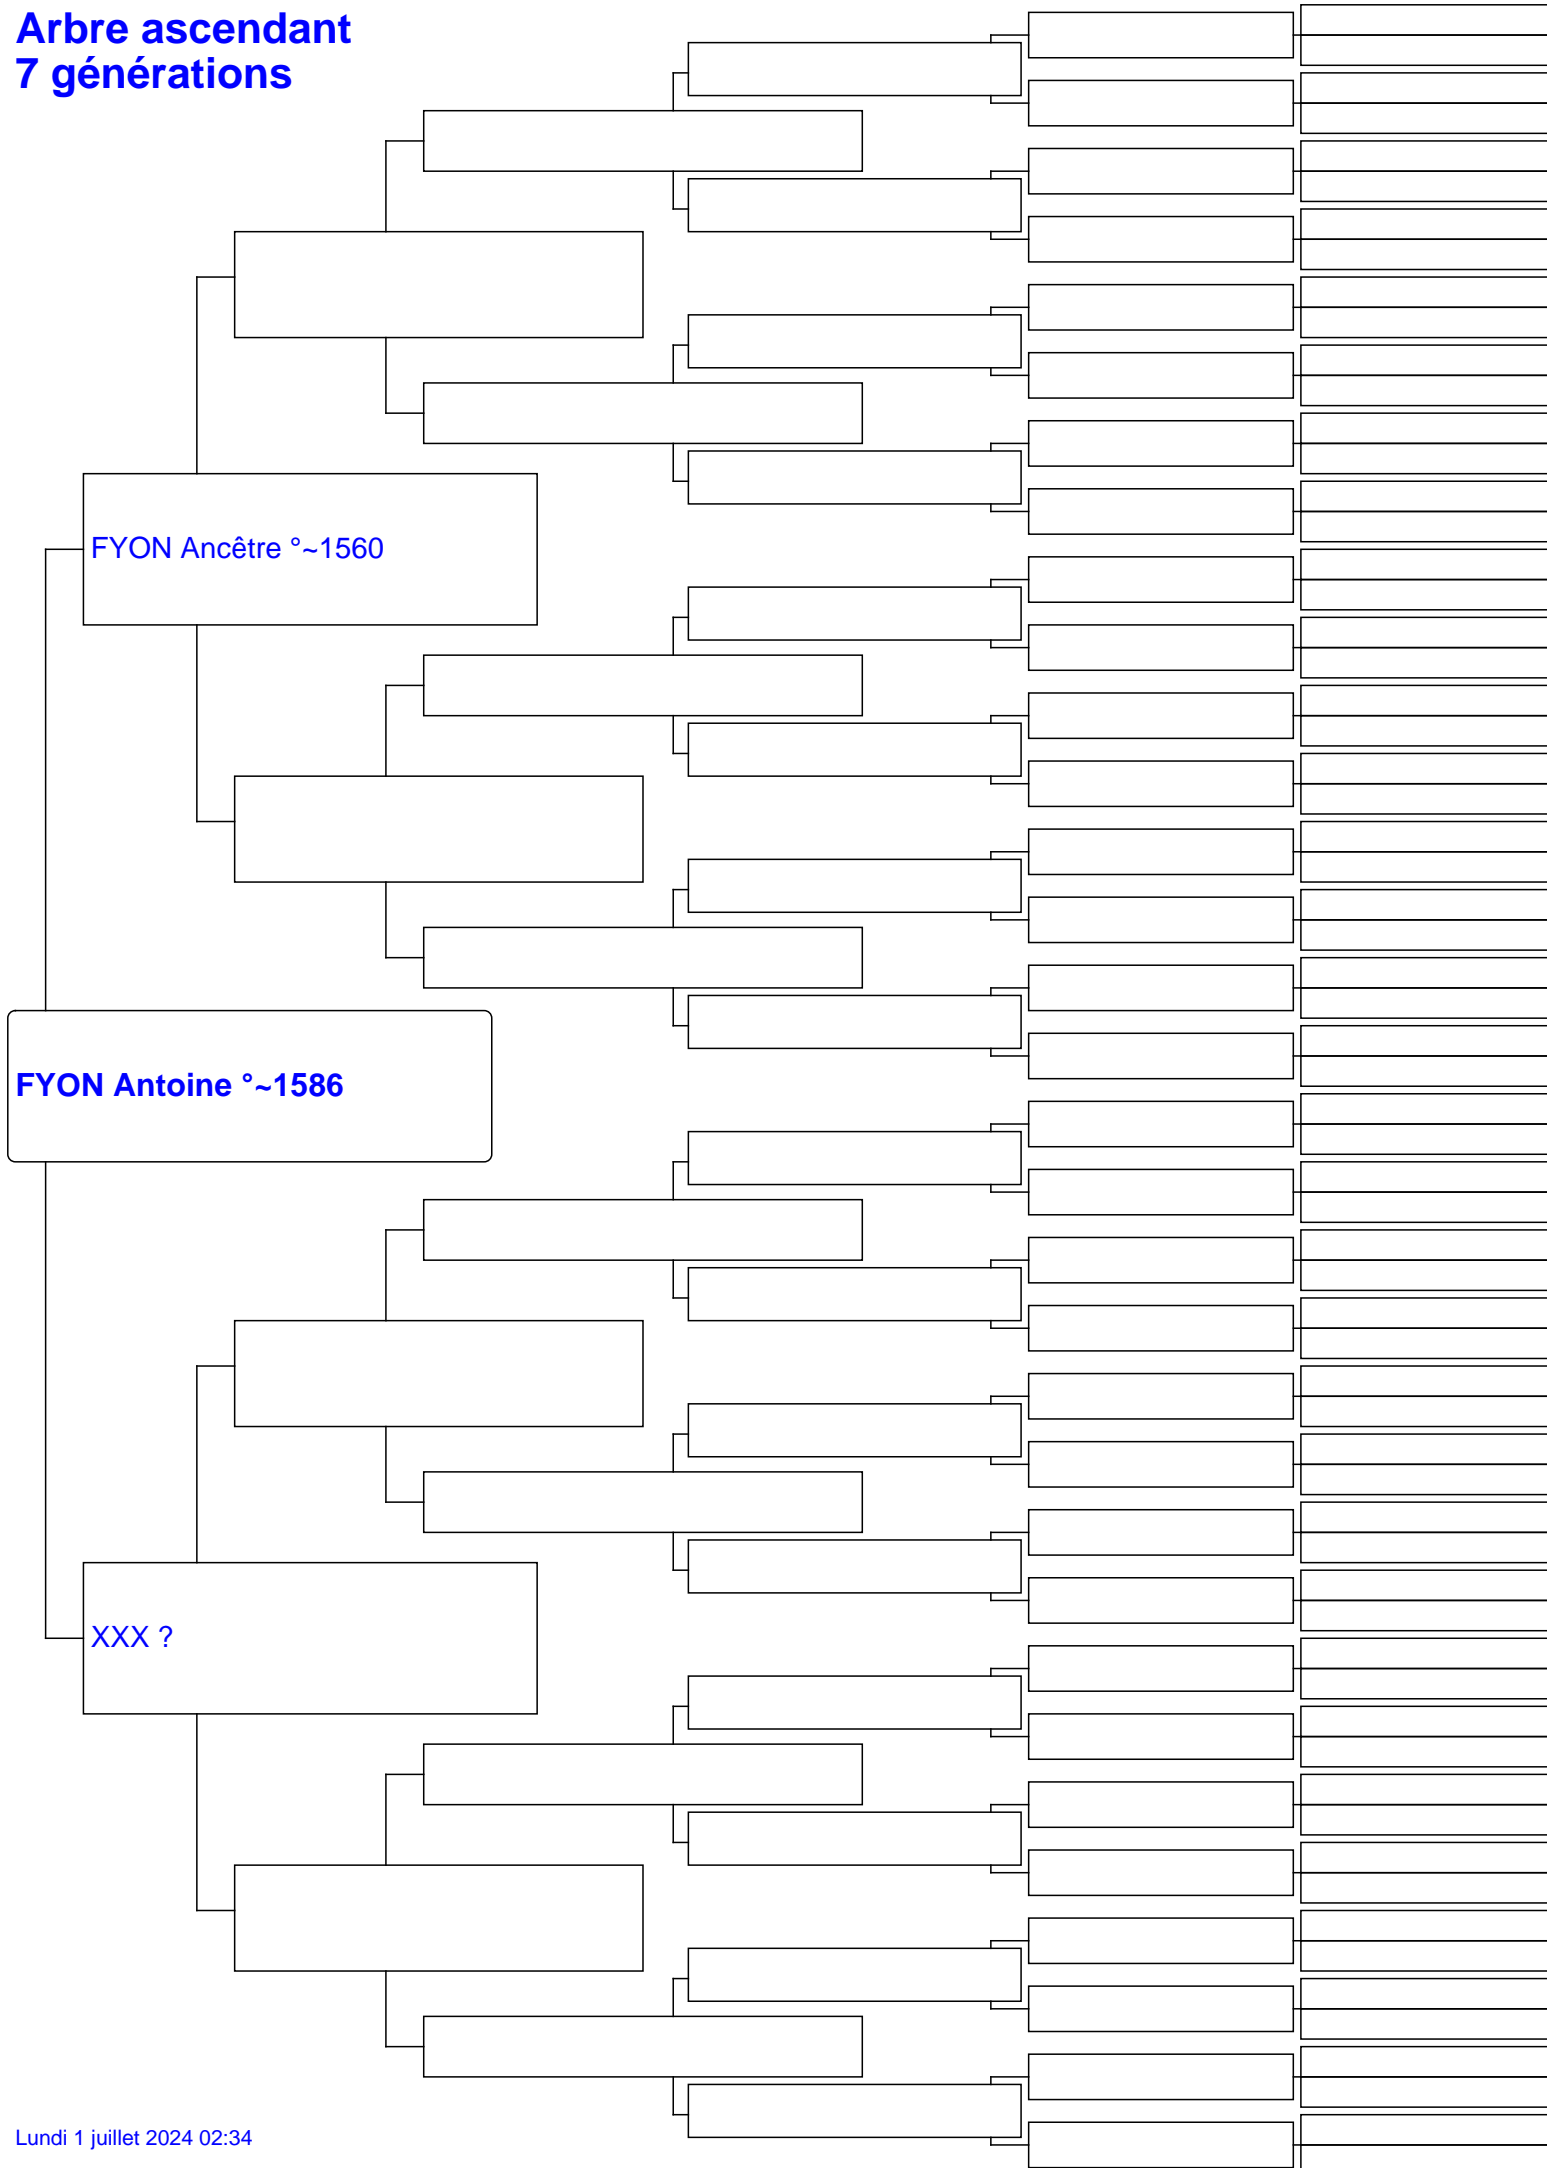 Arbre ascendant
7 générations
FYON Ancêtre °~1560
FYON Antoine °~1586
XXX ?
Lundi 1 juillet 2024 02:34